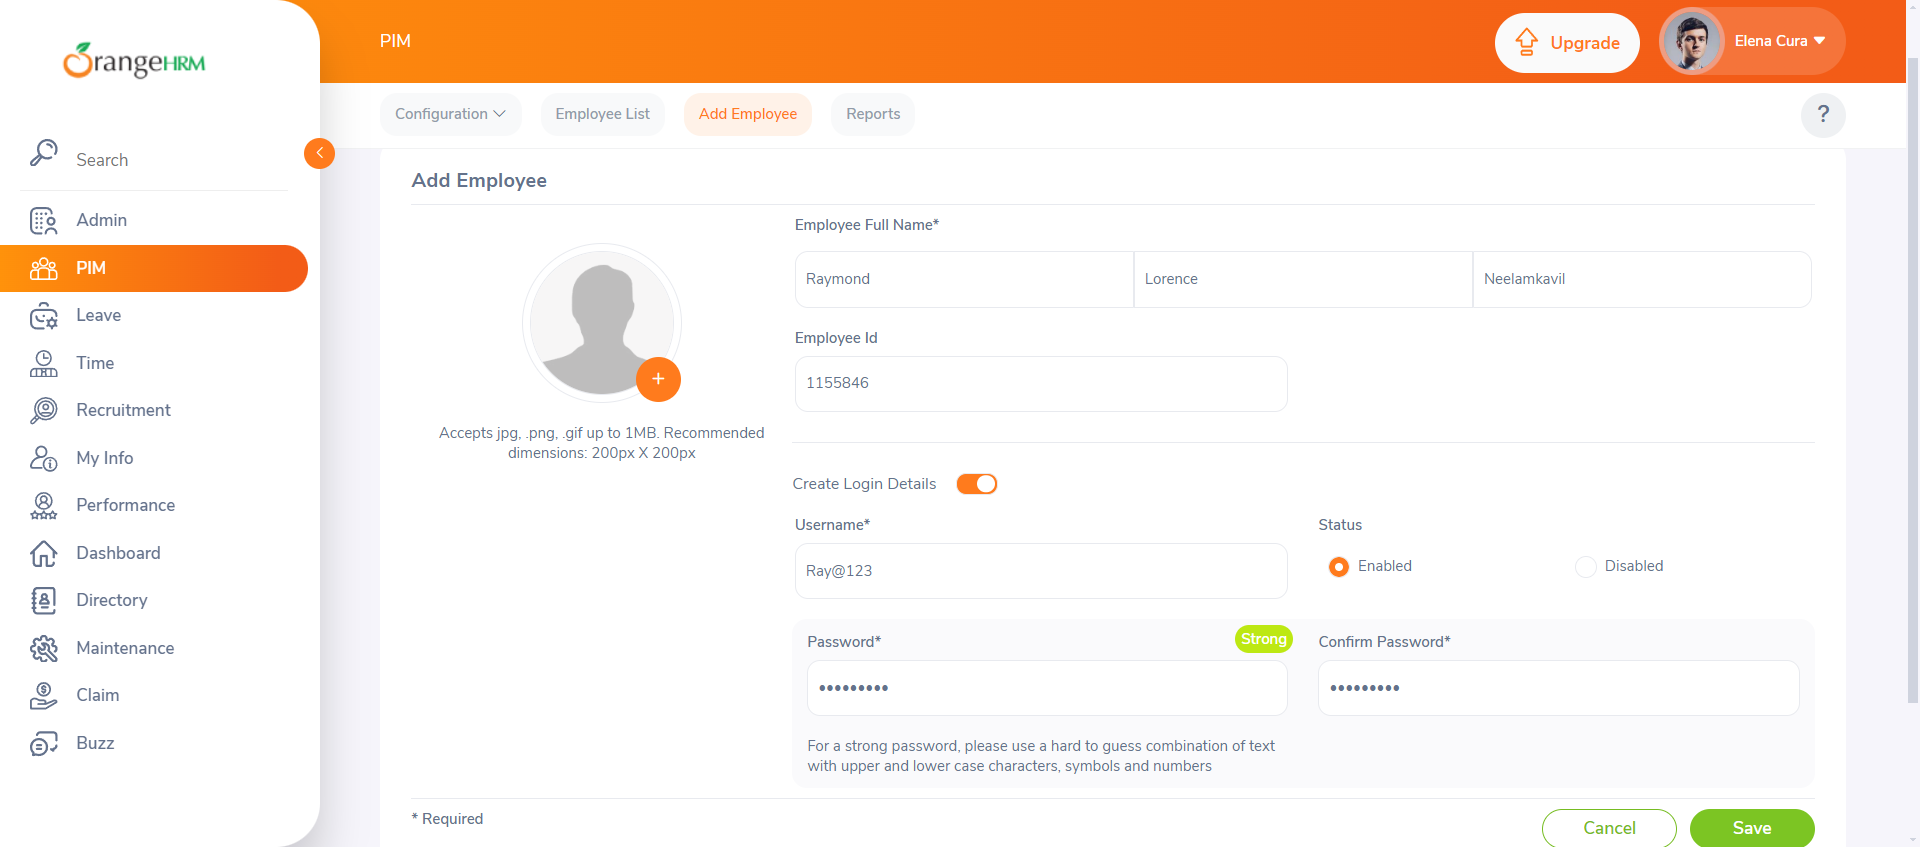 OrangeHRM
PIM
Upgrade
Elena Cura
Configuration
Employee List
Add Employee
Reports
?
Search
Admin
PIM
Leave
Time
Recruitment
My Info
Performance
Dashboard
Directory
Maintenance
Claim
Buzz
Add Employee
Accepts jpg, .png, .gif up to 1MB. Recommended
dimensions: 200px X 200px
Employee Full Name*
Raymond
Lorence
Neelamkavil
Employee Id
1155846
Create Login Details
Username*
Ray@123
Status
Enabled
Disabled
Password*
Strong
•••••••••
Confirm Password*
•••••••••
For a strong password, please use a hard to guess combination of text
with upper and lower case characters, symbols and numbers
* Required
Cancel
Save